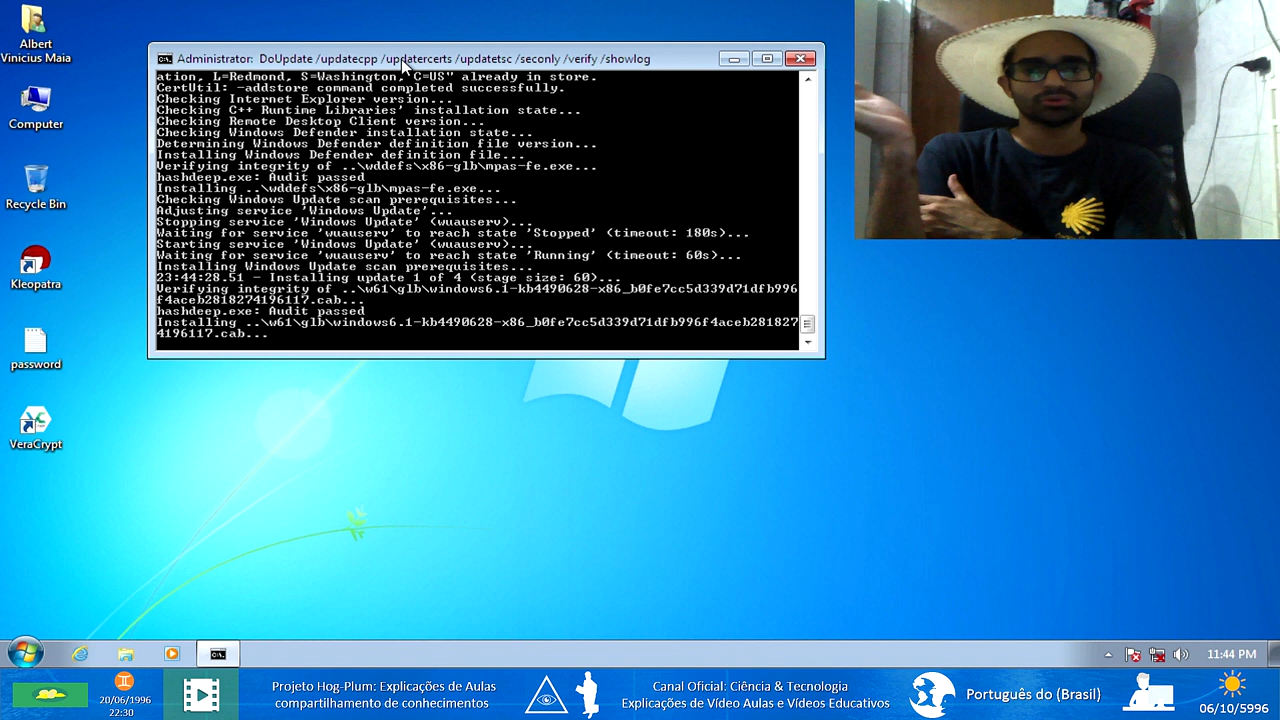 Albert
Vinicius Maia
Computer
Recycle Bin
Kleopatra
password
VeraCrypt
Administrator: DoUpdate /updatecpp /updatercerts /updatetsc /seconly /verify /showlog
ation, L=Redmond, S=Washington, C=US" already in store.
CertUtil: -addstore command completed successfully.
Checking Internet Explorer version...
Checking C++ Runtime Libraries' installation state...
Checking Remote Desktop Client version...
Checking Windows Defender installation state...
Determining Windows Defender definition file version...
Installing Windows Defender definition file...
Verifying integrity of ..\wddefs\x86-glb\mpas-fe.exe...
hashdeep.exe: Audit passed
Installing ..\wddefs\x86-glb\mpas-fe.exe...
Checking Windows Update scan prerequisites...
Adjusting service 'Windows Update'...
Stopping service 'Windows Update' (wuauserv)...
Waiting for service 'wuauserv' to reach state 'Stopped' (timeout: 180s)...
Starting service 'Windows Update' (wuauserv)...
Waiting for service 'wuauserv' to reach state 'Running' (timeout: 60s)...
Installing Windows Update scan prerequisites...
23:44:28.51 - Installing update 1 of 4 (stage size: 60)...
Verifying integrity of ..\w61\glb\windows6.1-kb4490628-x86_b0fe7cc5d339d71dfb996
f4aceb2818274196117.cab...
hashdeep.exe: Audit passed
Installing ..\w61\glb\windows6.1-kb4490628-x86_b0fe7cc5d339d71dfb996f4aceb281827
4196117.cab...
11:44 PM
20/06/1996
22:30
Projeto Hog-Plum: Explicações de Aulas
compartilhamento de conhecimentos
Canal Oficial: Ciência & Tecnologia
Explicações de Vídeo Aulas e Vídeos Educativos
Português do (Brasil)
06/10/5996